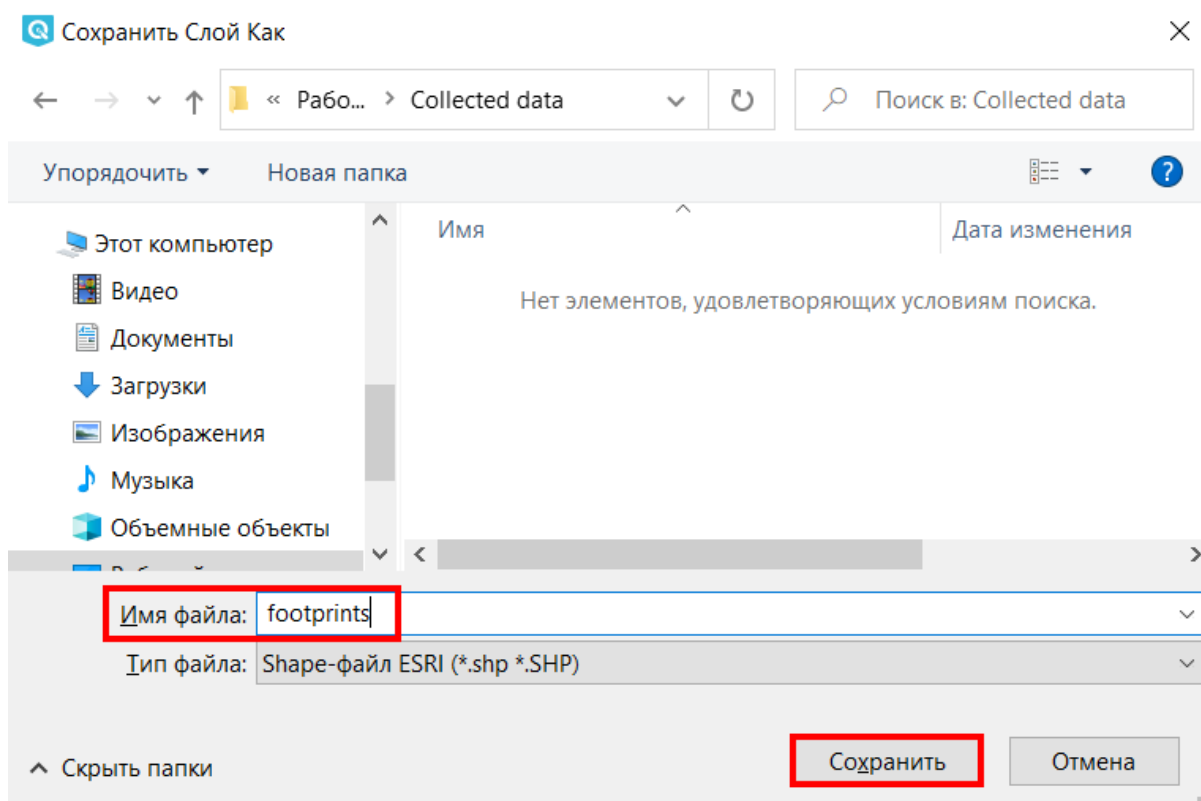 Сохранить Слой Как
« Рабо... > Collected data
Поиск в: Collected data
Упорядочить
Новая папка
?
Имя
Дата изменения
Этот компьютер
Видео
Документы
Загрузки
Изображения
Музыка
Объемные объекты
Нет элементов, удовлетворяющих условиям поиска.
Имя файла: footprints
Тип файла: Shape-файл ESRI (*.shp *.SHP)
Скрыть папки
Сохранить
Отмена